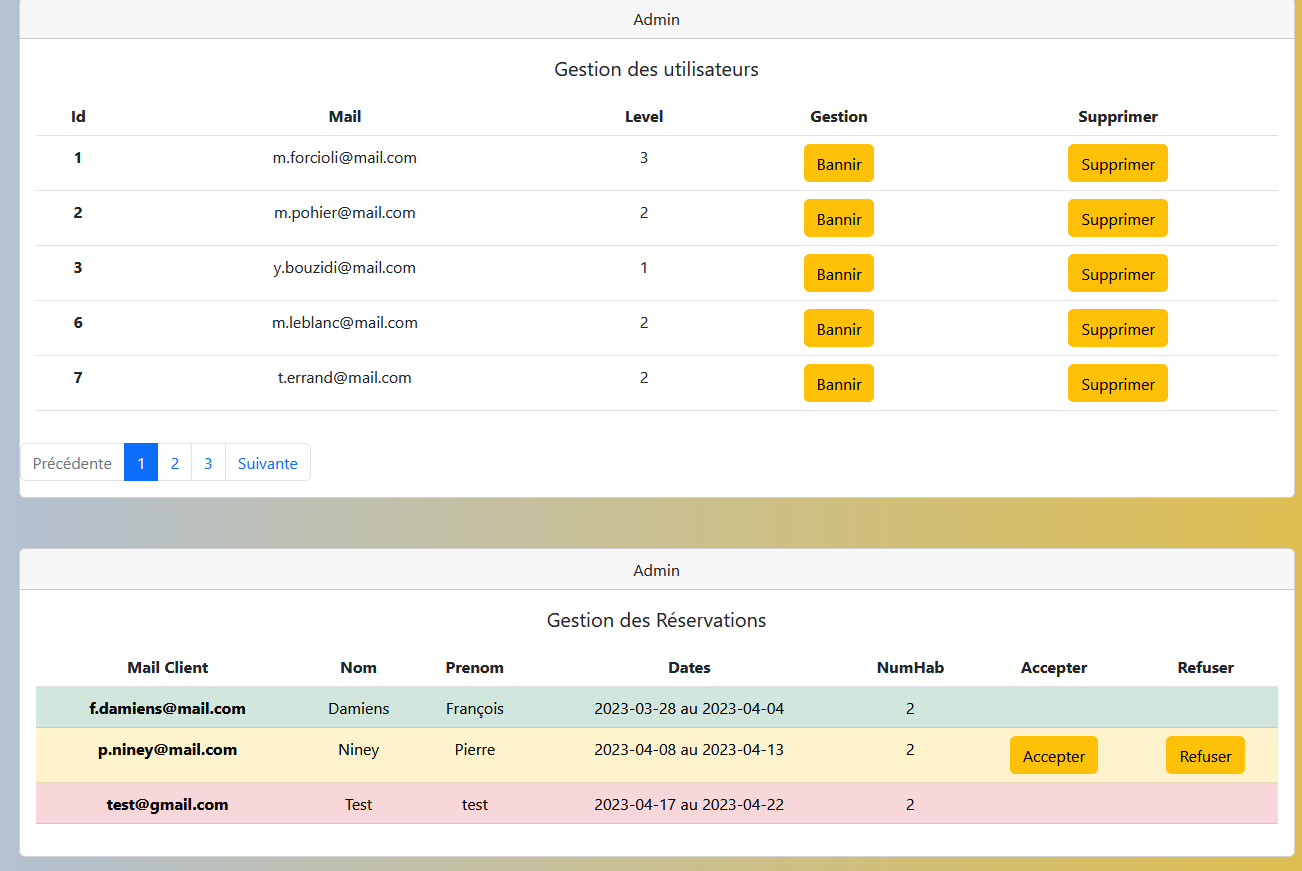 Admin
Gestion des utilisateurs
Id Mail Level Gestion Supprimer
1 m.forcioli@mail.com 3 Bannir Supprimer
2 m.pohier@mail.com 2 Bannir Supprimer
3 y.bouzidi@mail.com 1 Bannir Supprimer
6 m.leblanc@mail.com 2 Bannir Supprimer
7 t.errand@mail.com 2 Bannir Supprimer
Précédente 1 2 3 Suivante
Admin
Gestion des Réservations
Mail Client Nom Prenom Dates NumHab Accepter Refuser
f.damiens@mail.com Damiens François 2023-03-28 au 2023-04-04 2
p.niney@mail.com Niney Pierre 2023-04-08 au 2023-04-13 2 Accepter Refuser
test@gmail.com Test test 2023-04-17 au 2023-04-22 2